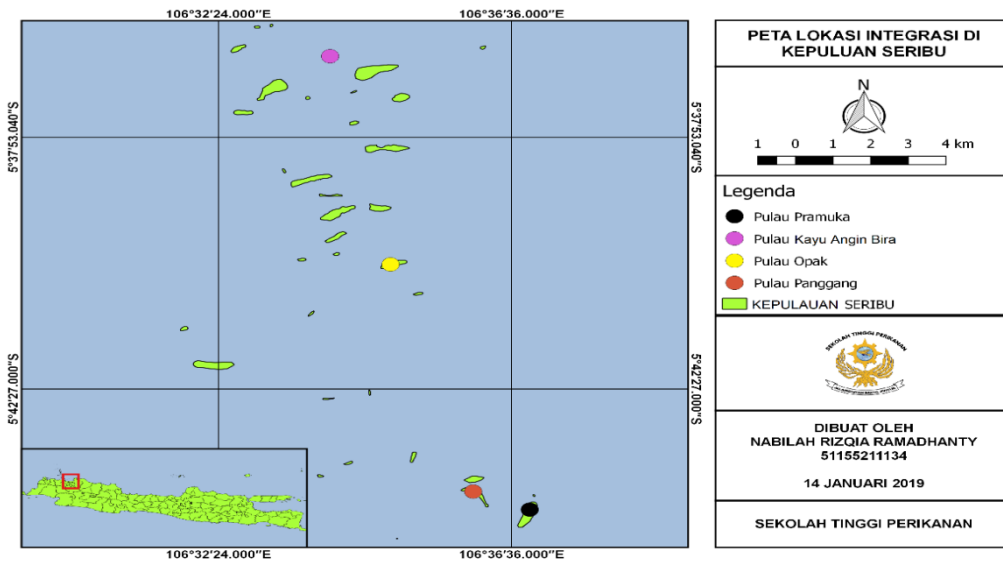 106°32'24.000"E 106°36'36.000"E
5°37'53.040"S 5°37'53.040"S
5°42'27.000"S 5°42'27.000"S
106°32'24.000"E 106°36'36.000"E
PETA LOKASI INTEGRASI DI
KEPULUAN SERIBU
N
1 0 1 2 3 4 km
Legenda
Pulau Pramuka
Pulau Kayu Angin Bira
Pulau Opak
Pulau Panggang
KEPULAUAN SERIBU
SEKOLAH TINGGI PERIKANAN
DIBUAT OLEH
NABILAH RIZQIA RAMADHANTY
51155211134
14 JANUARI 2019
SEKOLAH TINGGI PERIKANAN